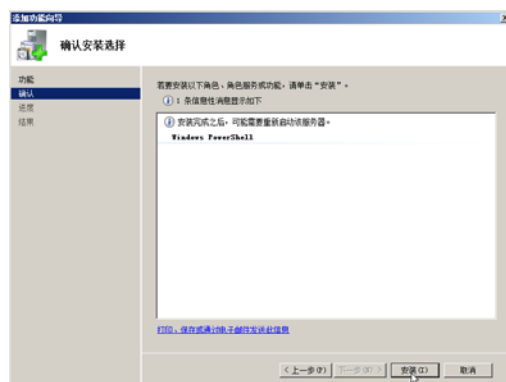 添加功能向导
确认安装选择
功能
确认
进度
结果
若要安装以下角色、角色服务或功能，请单击“安装”。
1 条信息性消息显示如下
安装完成之后，可能需要重新启动该服务器。
Windows PowerShell
打印、保存或通过电子邮件发送此信息
< 上一步(P)
下一步(N) >
安装(I)
取消